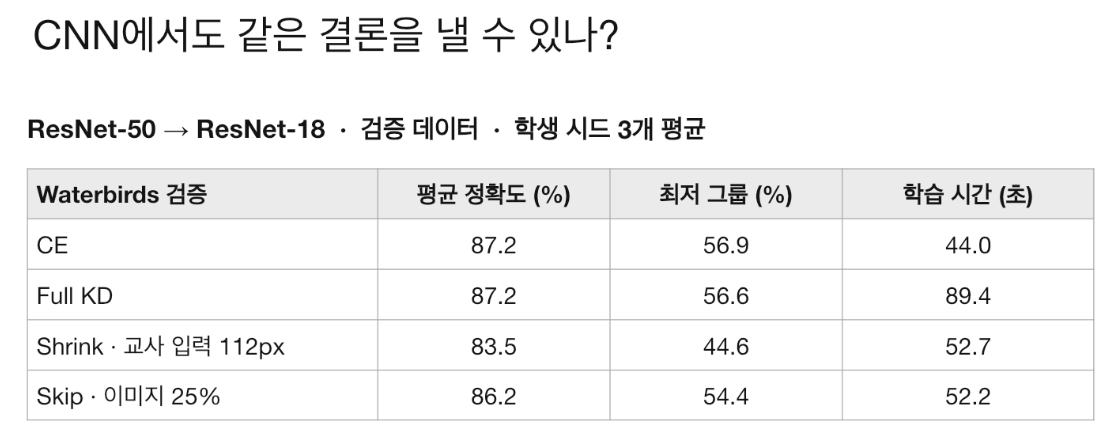 CNN에서도 같은 결론을 낼 수 있나?
ResNet-50 → ResNet-18 · 검증 데이터 · 학생 시드 3개 평균
Waterbirds 검증 평균 정확도 (%) 최저 그룹 (%) 학습 시간 (초)
CE 87.2 56.9 44.0
Full KD 87.2 56.6 89.4
Shrink · 교사 입력 112px 83.5 44.6 52.7
Skip · 이미지 25% 86.2 54.4 52.2